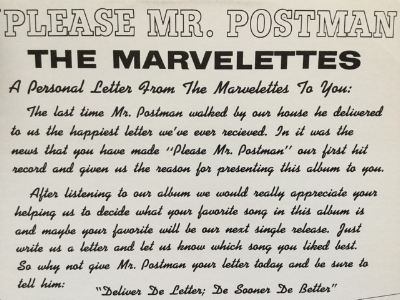 PLEASE MR. POSTMAN
THE MARVELETTES
A Personal Letter From The Marvelettes To You:
The last time Mr. Postman walked by our house he delivered
to us the happiest letter we've ever recieved. In it was the
news that you have made "Please Mr. Postman" our first hit
record and given us the reason for presenting this album to you.
After listening to our album we would really appreciate your
helping us to decide what your favorite song in this album is
and maybe your favorite will be our next single release. Just
write us a letter and let us know which song you liked best.
So why not give Mr. Postman your letter today and be sure to
tell him:
"Deliver De Letter; De Sooner De Better"